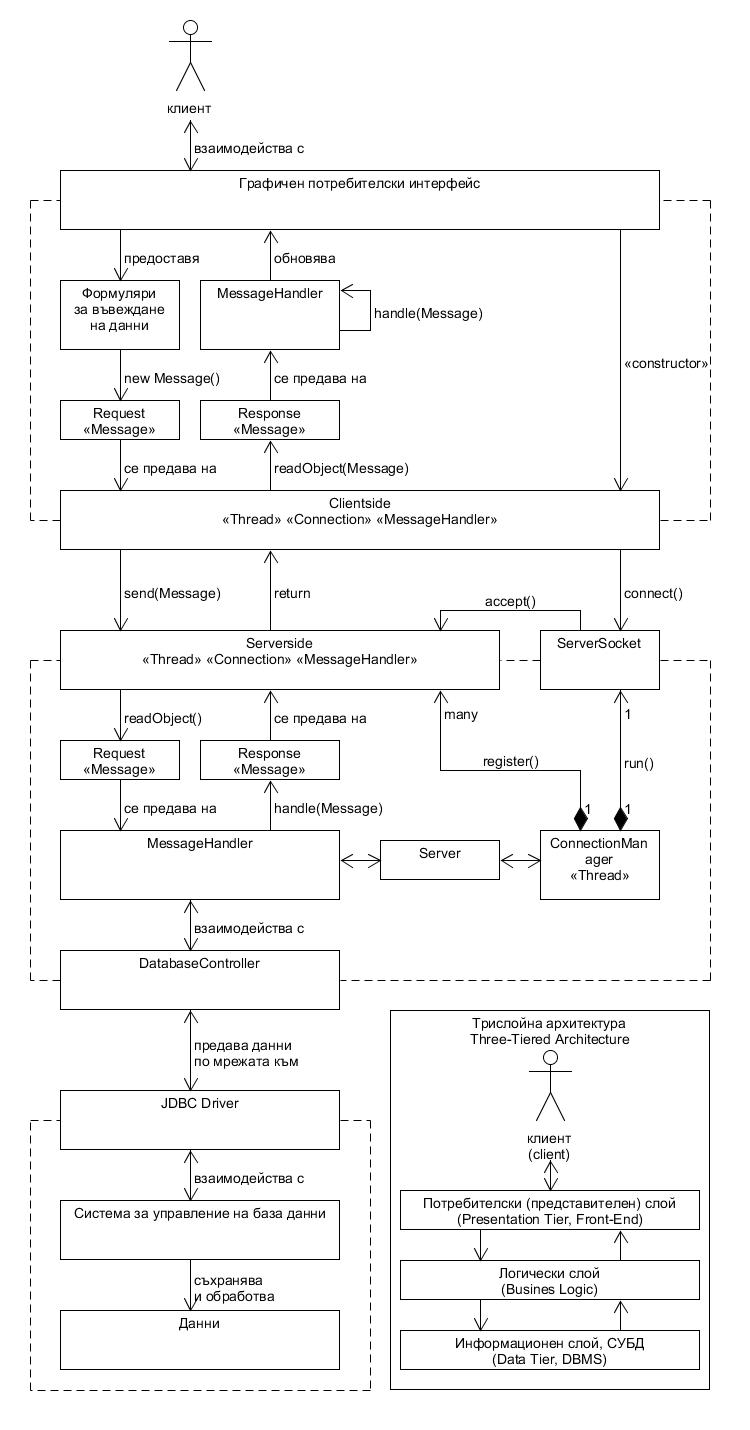 клиент
взаимодейства с
Графичен потребителски интерфейс
предоставя
обновява
Формуляри
за въвеждане
на данни
MessageHandler
handle(Message)
«constructor»
new Message()
се предава на
Request
«Message»
Response
«Message»
се предава на
readObject(Message)
Clientside
«Thread» «Connection» «MessageHandler»
send(Message)
return
accept()
connect()
Serverside
«Thread» «Connection» «MessageHandler»
ServerSocket
readObject()
се предава на
many
1
register()
run()
Request
«Message»
Response
«Message»
се предава на
handle(Message)
1
1
MessageHandler
Server
ConnectionMan
ager
«Thread»
взаимодейства с
DatabaseController
предава данни
по мрежата към
JDBC Driver
взаимодейства с
Система за управление на база данни
съхранява
и обработва
Данни
Трислойна архитектура
Three-Tiered Architecture
клиент
(client)
Потребителски (представителен) слой
(Presentation Tier, Front-End)
Логически слой
(Busines Logic)
Информационен слой, СУБД
(Data Tier, DBMS)